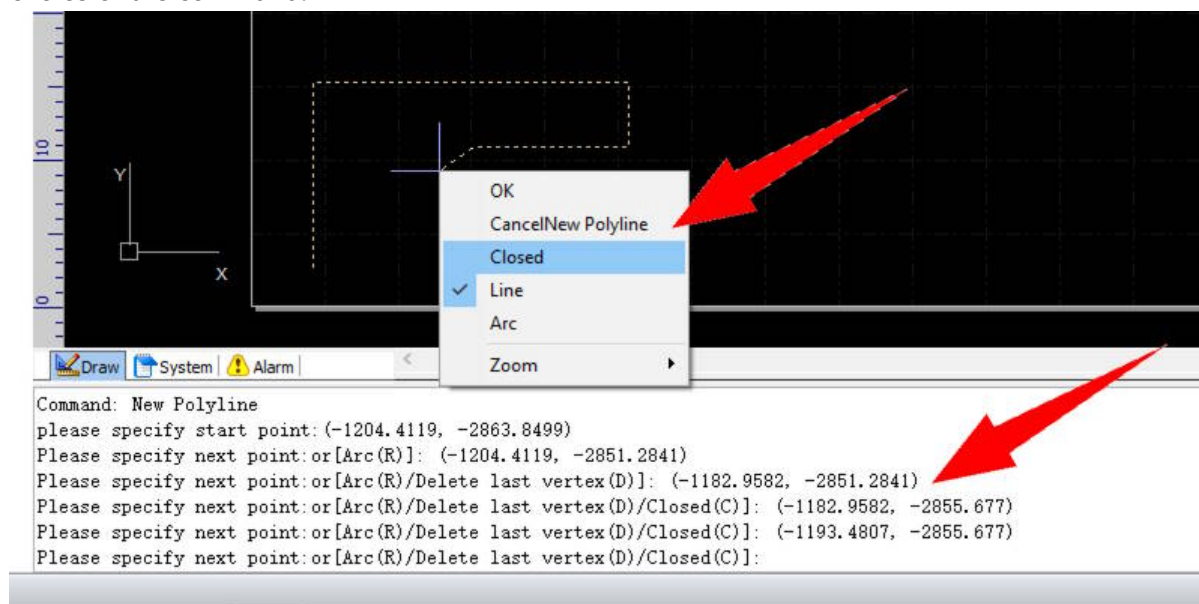 10
Y
X
0
OK
CancelNew Polyline
Closed
Line
Arc
Zoom
Draw System Alarm
Command: New Polyline
please specify start point:(-1204.4119, -2863.8499)
Please specify next point:or[Arc(R)]: (-1204.4119, -2851.2841)
Please specify next point:or[Arc(R)/Delete last vertex(D)]: (-1182.9582, -2851.2841)
Please specify next point:or[Arc(R)/Delete last vertex(D)/Closed(C)]: (-1182.9582, -2855.677)
Please specify next point:or[Arc(R)/Delete last vertex(D)/Closed(C)]: (-1193.4807, -2855.677)
Please specify next point:or[Arc(R)/Delete last vertex(D)/Closed(C)]: